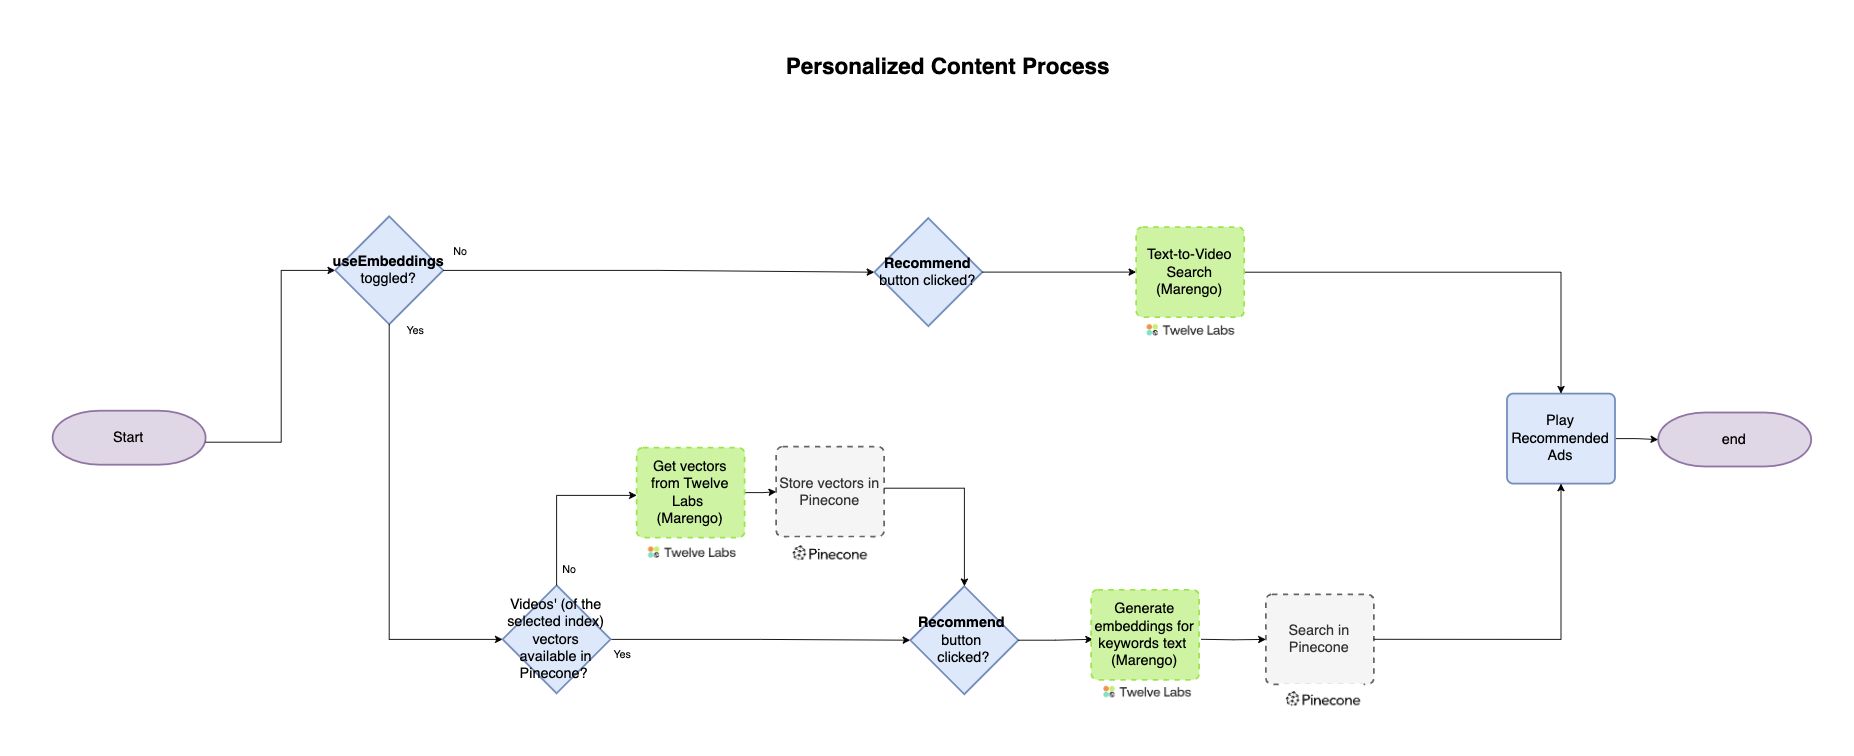 Personalized Content Process
useEmbeddings
toggled?
No
Yes
Recommend
button clicked?
Text-to-Video
Search
(Marengo)
Twelve Labs
Start
Play
Recommended
Ads
end
Get vectors
from Twelve
Labs
(Marengo)
Twelve Labs
Store vectors in
Pinecone
Pinecone
No
Videos' (of the
selected index)
vectors
available in
Pinecone?
Yes
Recommend
button
clicked?
Generate
embeddings for
keywords text
(Marengo)
Twelve Labs
Search in
Pinecone
Pinecone